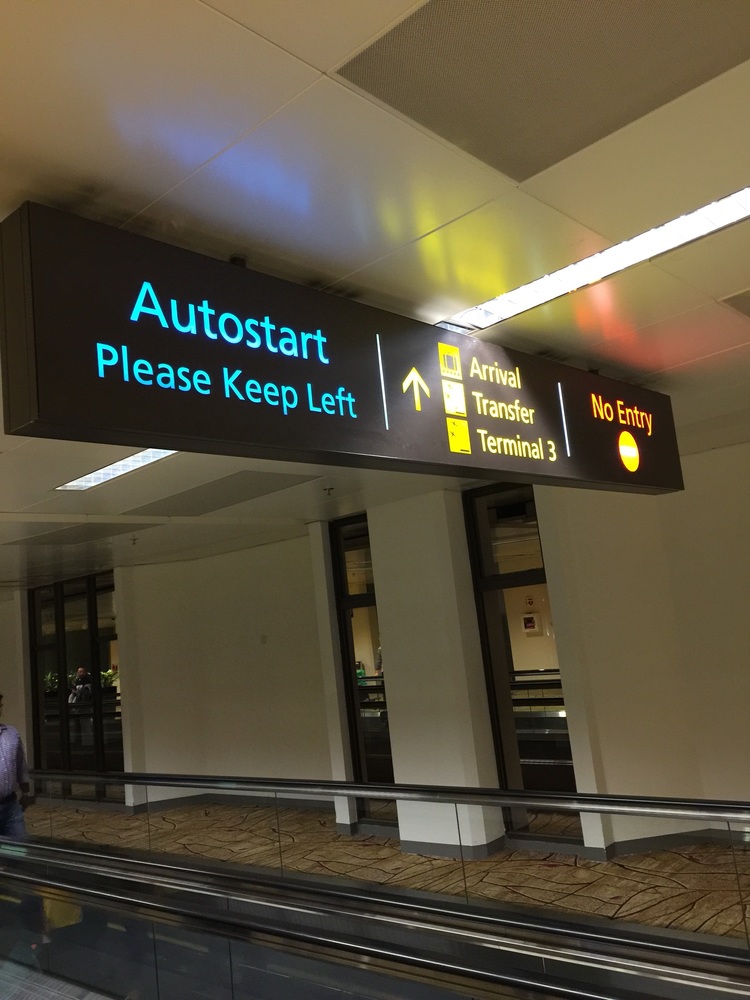 Autostart
Please Keep Left
Arrival
Transfer
Terminal 3
No Entry